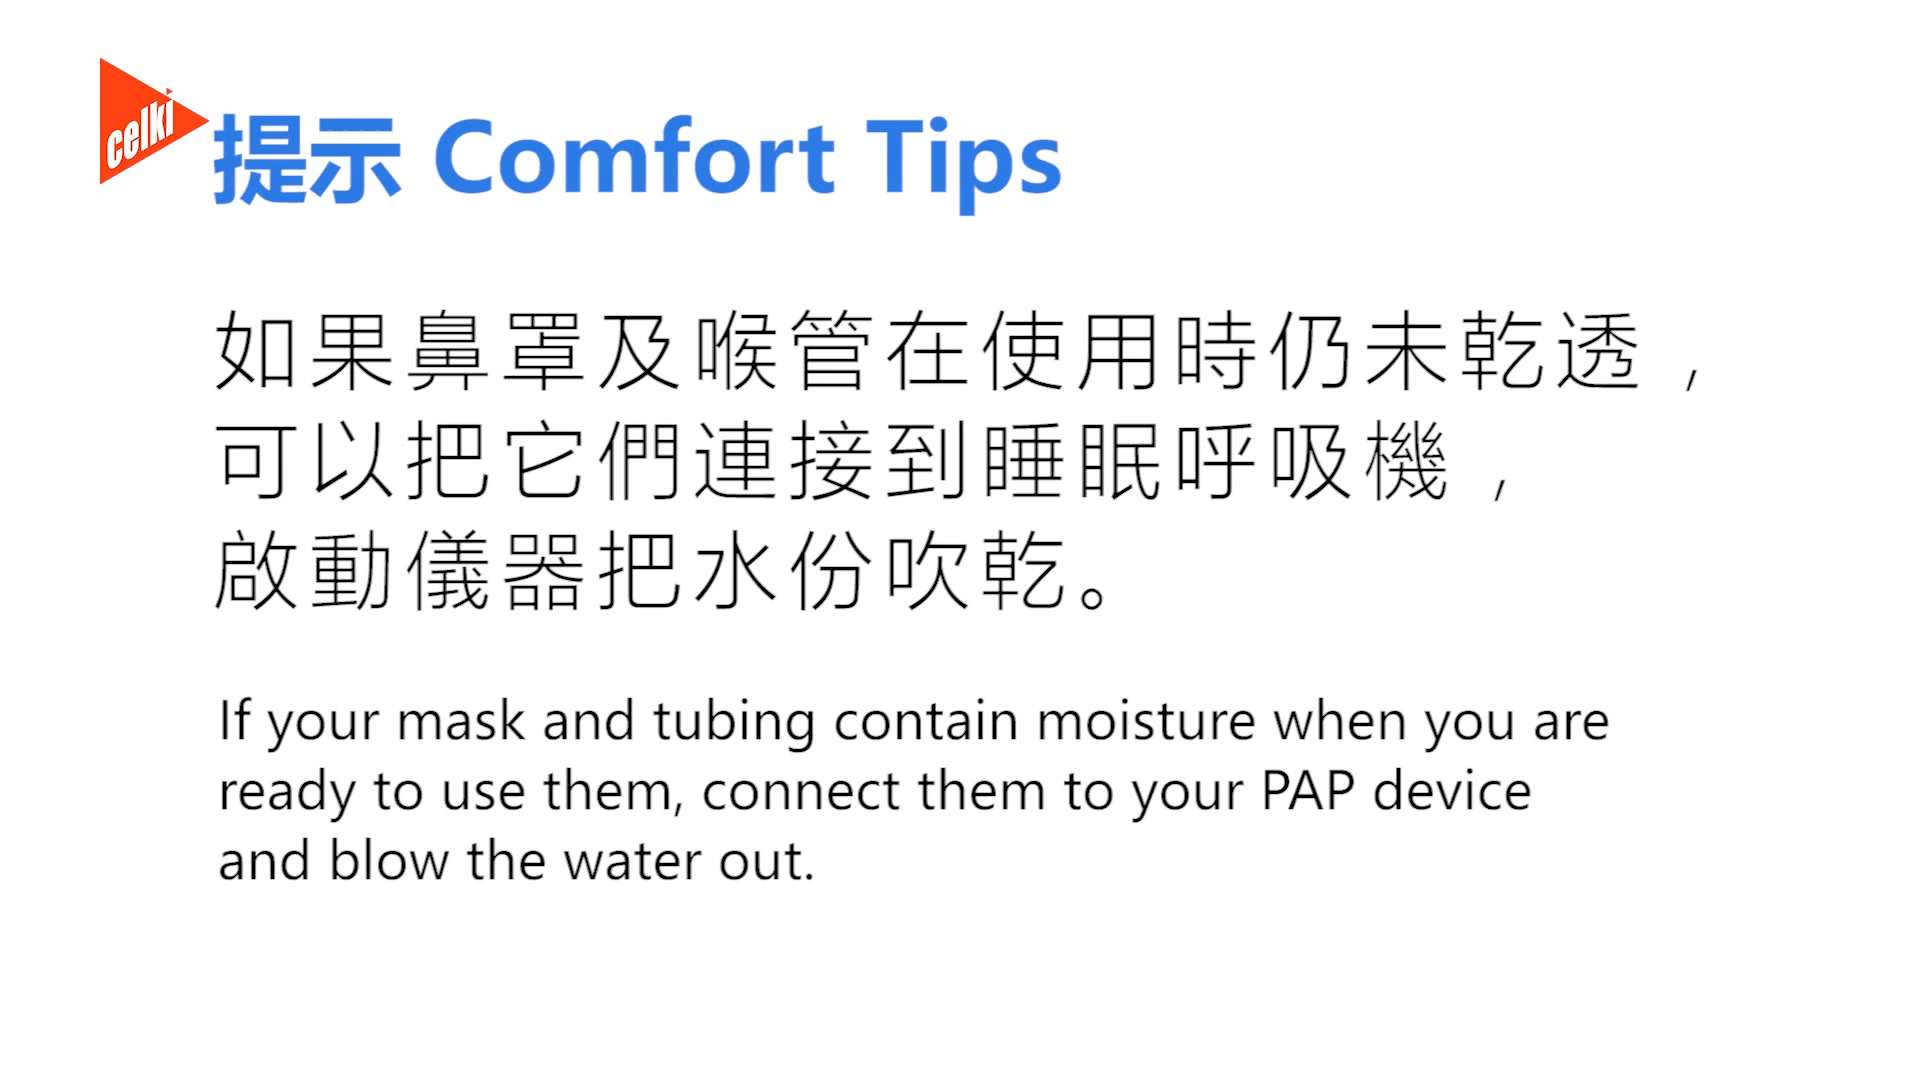 celki
提示 Comfort Tips
如果鼻罩及喉管在使用時仍未乾透，
可以把它們連接到睡眠呼吸機，
啟動儀器把水份吹乾。
If your mask and tubing contain moisture when you are
ready to use them, connect them to your PAP device
and blow the water out.